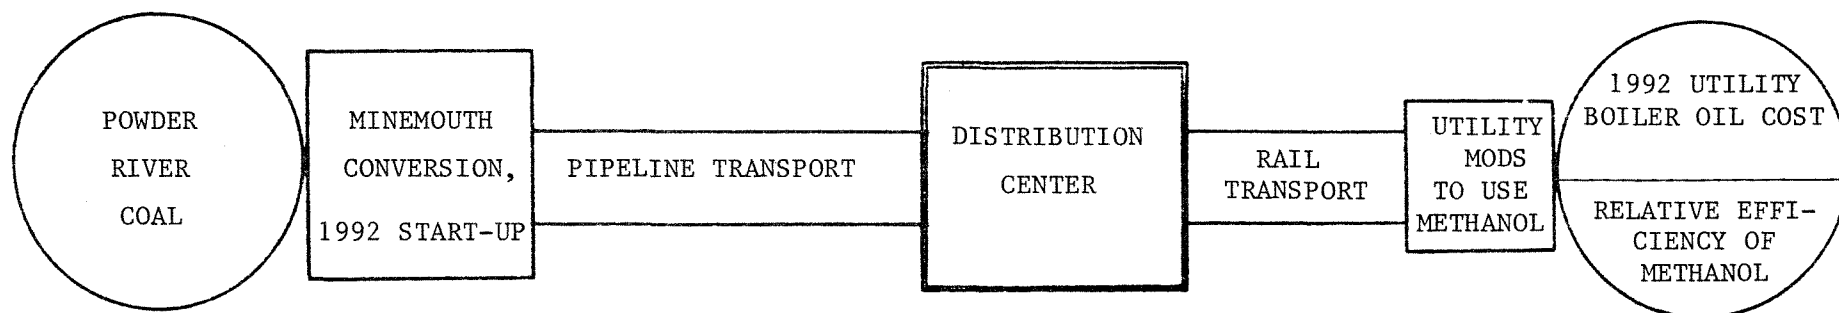 POWDER
RIVER
COAL
MINEMOUTH
CONVERSION,
1992 START-UP
PIPELINE TRANSPORT
DISTRIBUTION
CENTER
RAIL
TRANSPORT
UTILITY
MODS
TO USE
METHANOL
1992 UTILITY
BOILER OIL COST
RELATIVE EFFI-
CIENCY OF
METHANOL